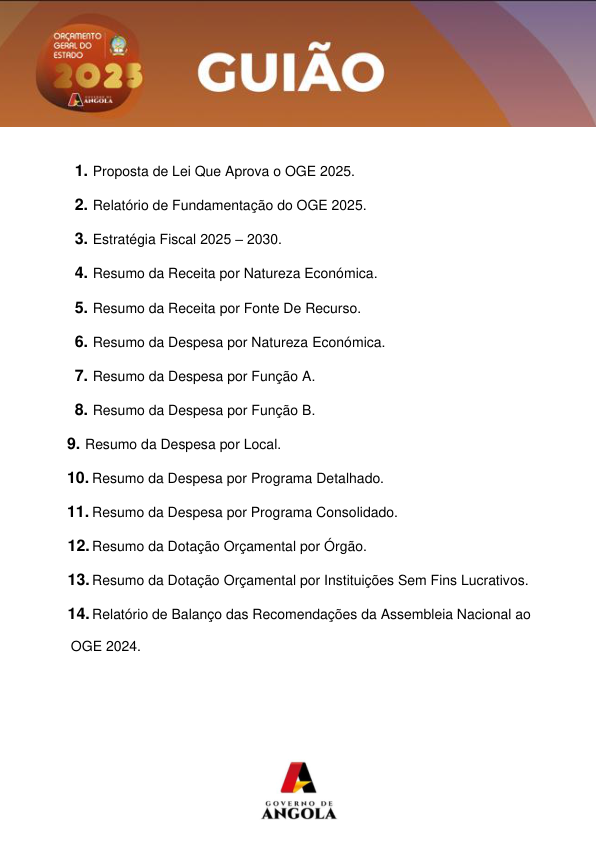 ORÇAMENTO
GERAL DO
ESTADO
2025
GOVERNO DE
ANGOLA
GUIÃO
1. Proposta de Lei Que Aprova o OGE 2025.
2. Relatório de Fundamentação do OGE 2025.
3. Estratégia Fiscal 2025 – 2030.
4. Resumo da Receita por Natureza Económica.
5. Resumo da Receita por Fonte De Recurso.
6. Resumo da Despesa por Natureza Económica.
7. Resumo da Despesa por Função A.
8. Resumo da Despesa por Função B.
9. Resumo da Despesa por Local.
10. Resumo da Despesa por Programa Detalhado.
11. Resumo da Despesa por Programa Consolidado.
12. Resumo da Dotação Orçamental por Órgão.
13. Resumo da Dotação Orçamental por Instituições Sem Fins Lucrativos.
14. Relatório de Balanço das Recomendações da Assembleia Nacional ao
OGE 2024.
GOVERNO DE
ANGOLA